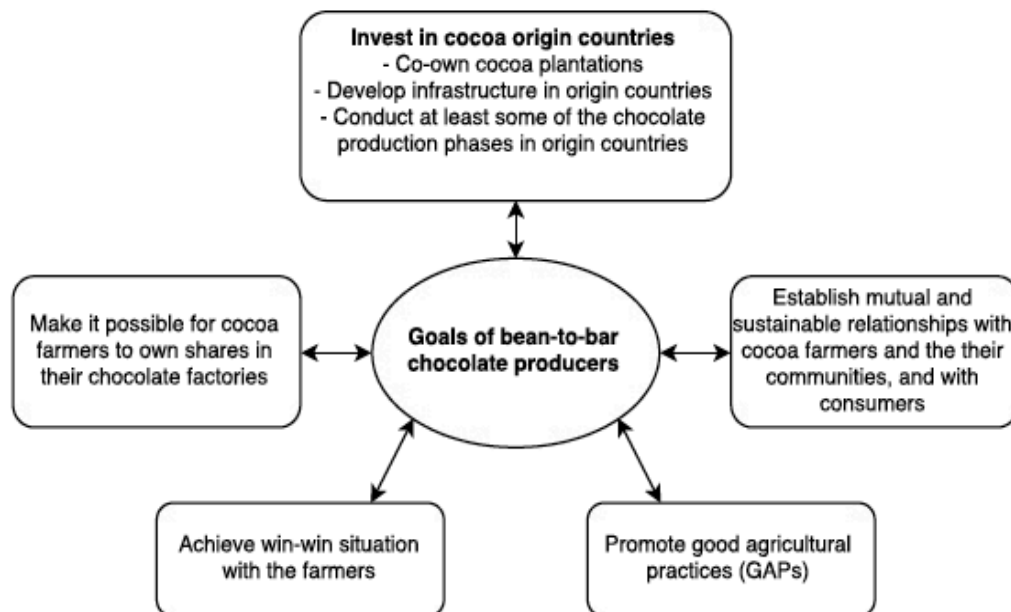 Invest in cocoa origin countries
- Co-own cocoa plantations
- Develop infrastructure in origin countries
- Conduct at least some of the chocolate
production phases in origin countries
Make it possible for cocoa
farmers to own shares in
their chocolate factories
Goals of bean-to-bar
chocolate producers
Establish mutual and
sustainable relationships with
cocoa farmers and the their
communities, and with
consumers
Achieve win-win situation
with the farmers
Promote good agricultural
practices (GAPs)